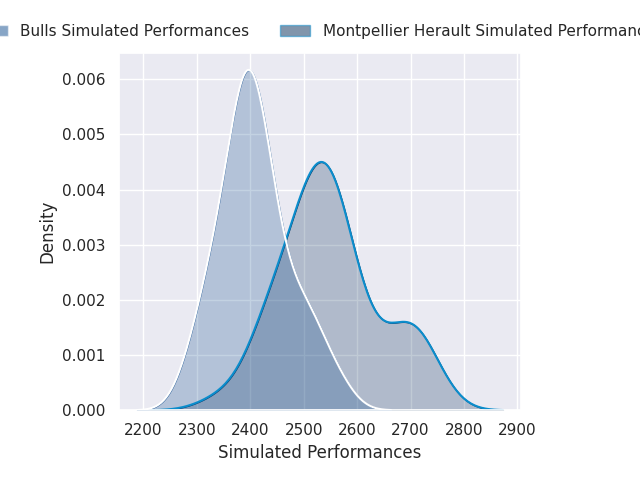 Bulls Simulated Performances
Montpellier Herault Simulated
0.006
0.005
0.004
0.003
0.002
0.001
0.000
Density
2200 2300 2400 2500 2600 2700 2800 2900
Simulated Performances